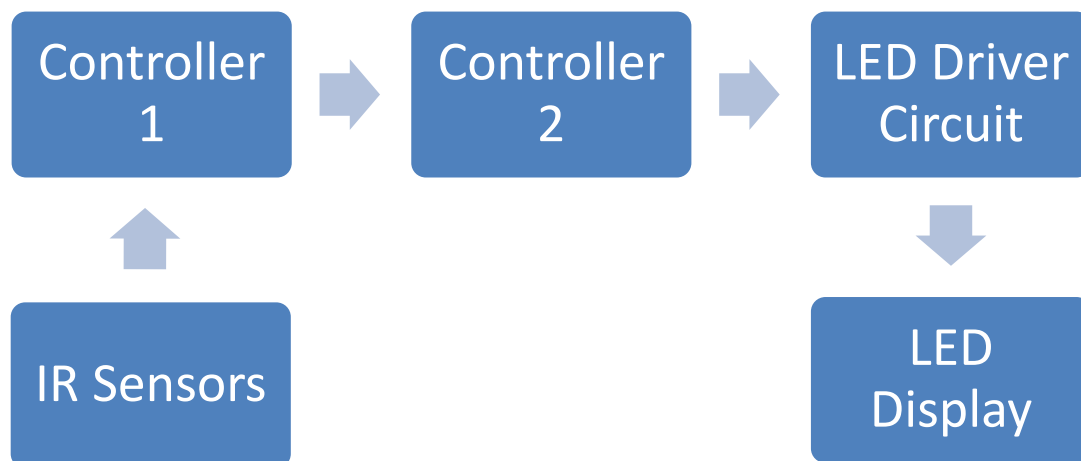 Controller
1
Controller
2
LED Driver
Circuit
IR Sensors
LED
Display